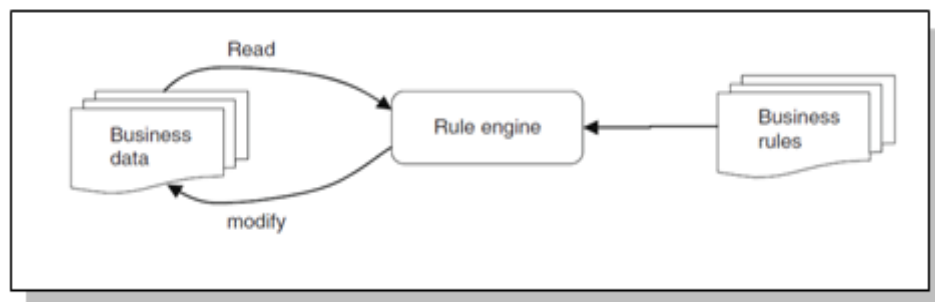 Read
Business
data
Rule engine
Business
rules
modify